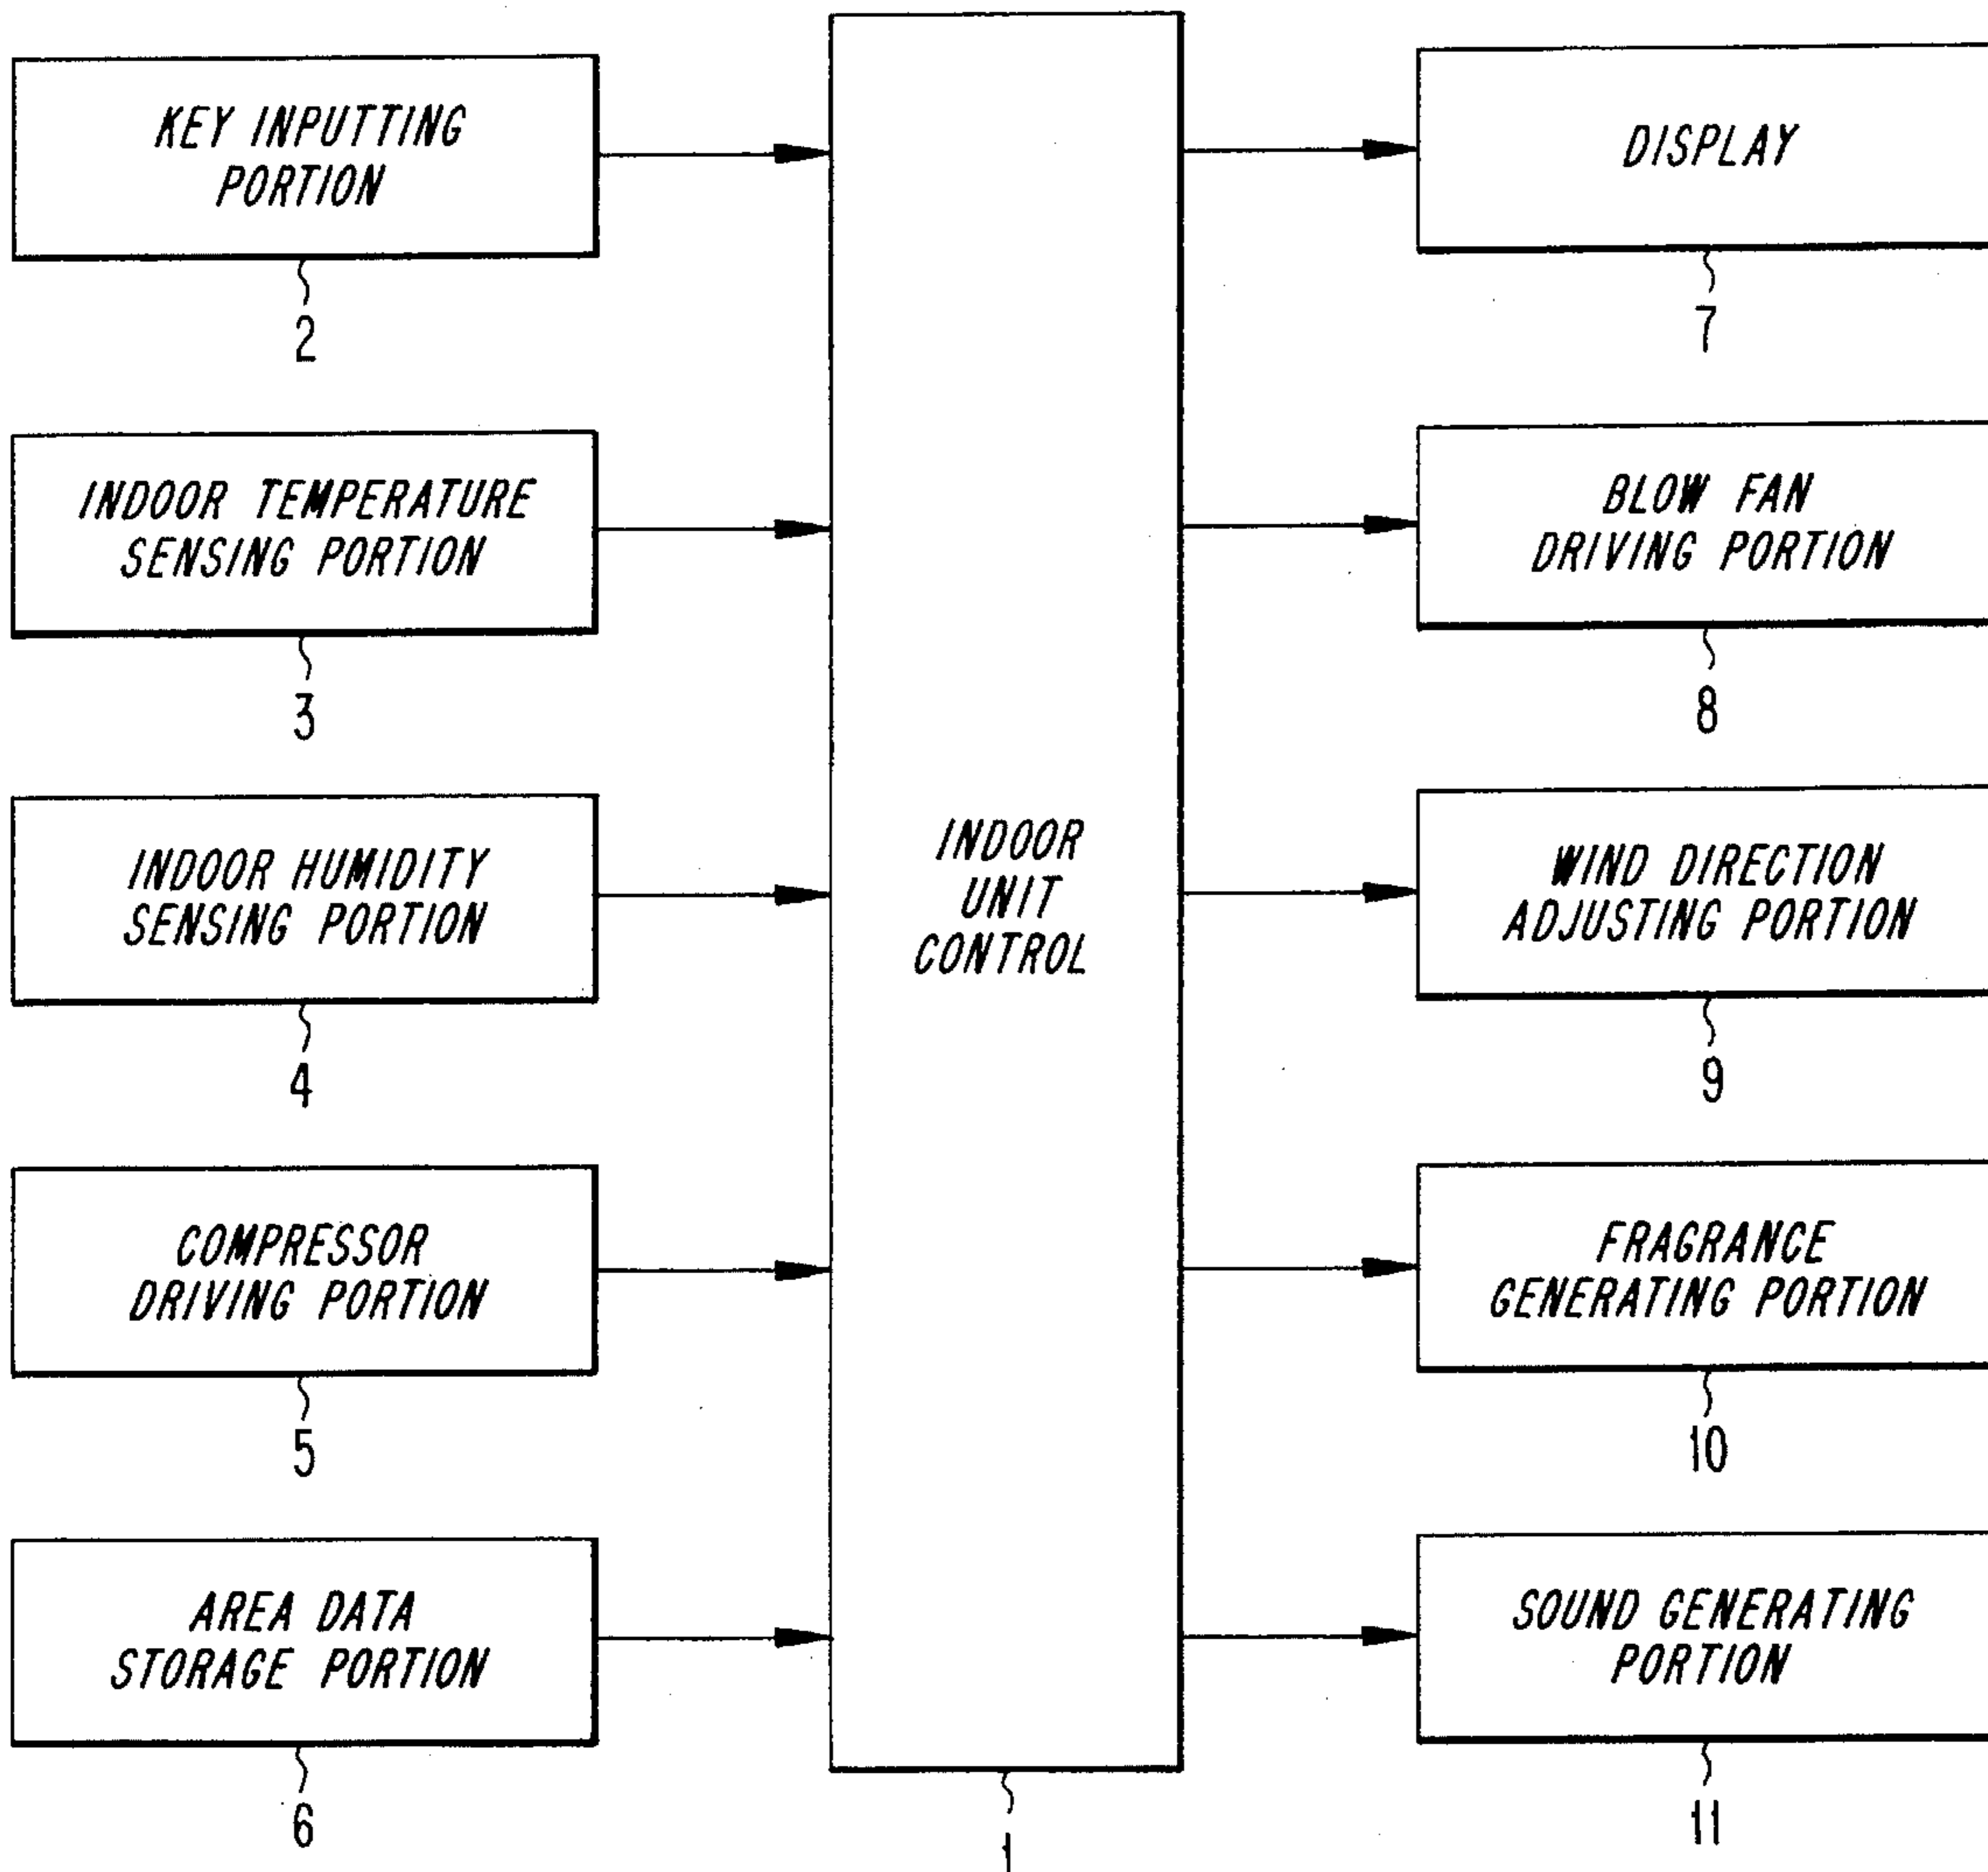 KEY INPUTTING
PORTION
2
INDOOR TEMPERATURE
SENSING PORTION
3
INDOOR HUMIDITY
SENSING PORTION
4
COMPRESSOR
DRIVING PORTION
5
AREA DATA
STORAGE PORTION
6
INDOOR
UNIT
CONTROL
1
DISPLAY
7
BLOW FAN
DRIVING PORTION
8
WIND DIRECTION
ADJUSTING PORTION
9
FRAGRANCE
GENERATING PORTION
10
SOUND GENERATING
PORTION
11